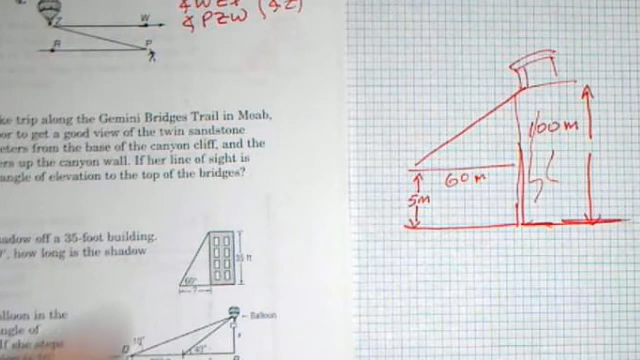 Z W
R P
∡WZP (∡Z)
∡PZW
ke trip along the Gemini Bridges Trail in Moab,
or to get a good view of the twin sandstone
eters from the base of the canyon cliff, and the
ers up the canyon wall. If her line of sight is
angle of elevation to the top of the bridges?
100m
60m
5m
hadow off a 35-foot building.
°, how long is the shadow
60°
35 ft
?
alloon in the
ngle of
If she steps
Balloon
D